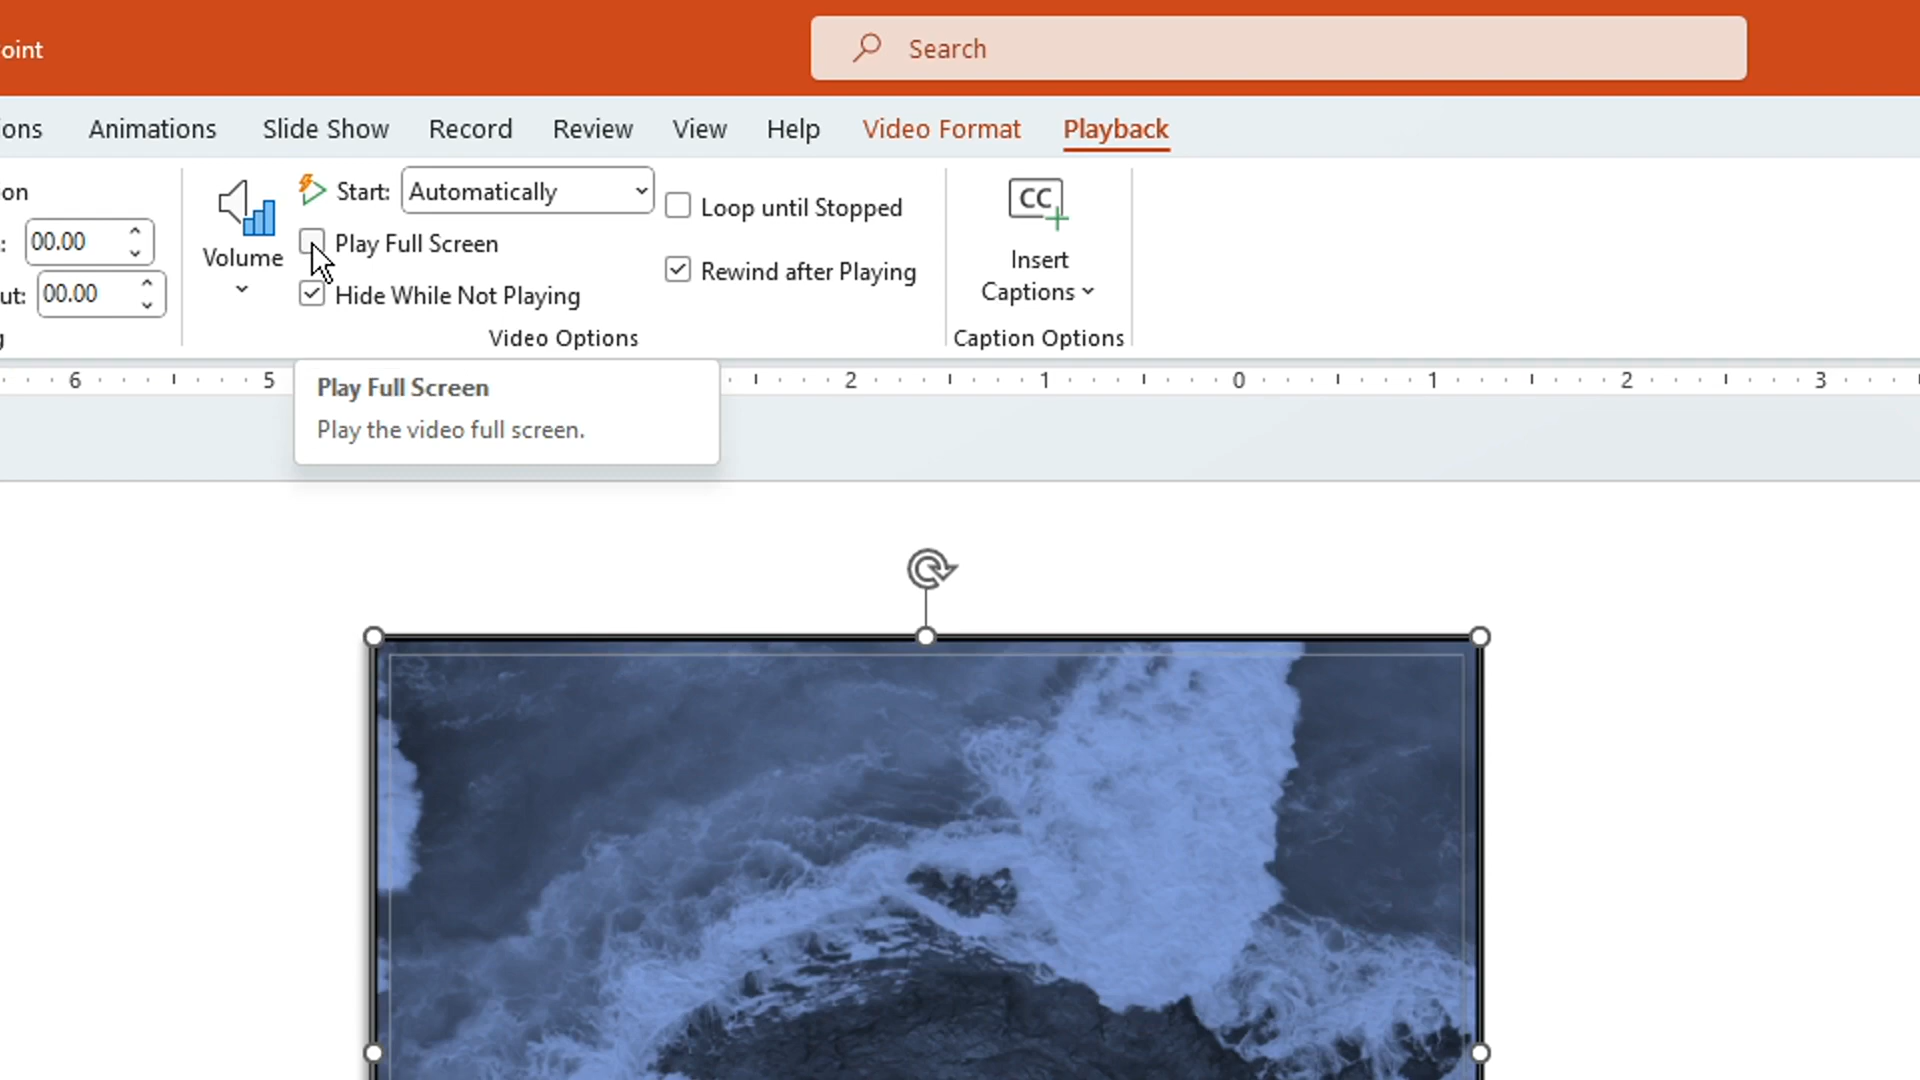 oint
Search
ons Animations Slide Show Record Review View Help Video Format Playback
on
Start: Automatically
Loop until Stopped
: 00.00
Volume
Play Full Screen
Rewind after Playing
ut: 00.00
Hide While Not Playing
Video Options
CC
Insert
Captions
Caption Options
6 5 2 1 0 1 2 3
Play Full Screen
Play the video full screen.